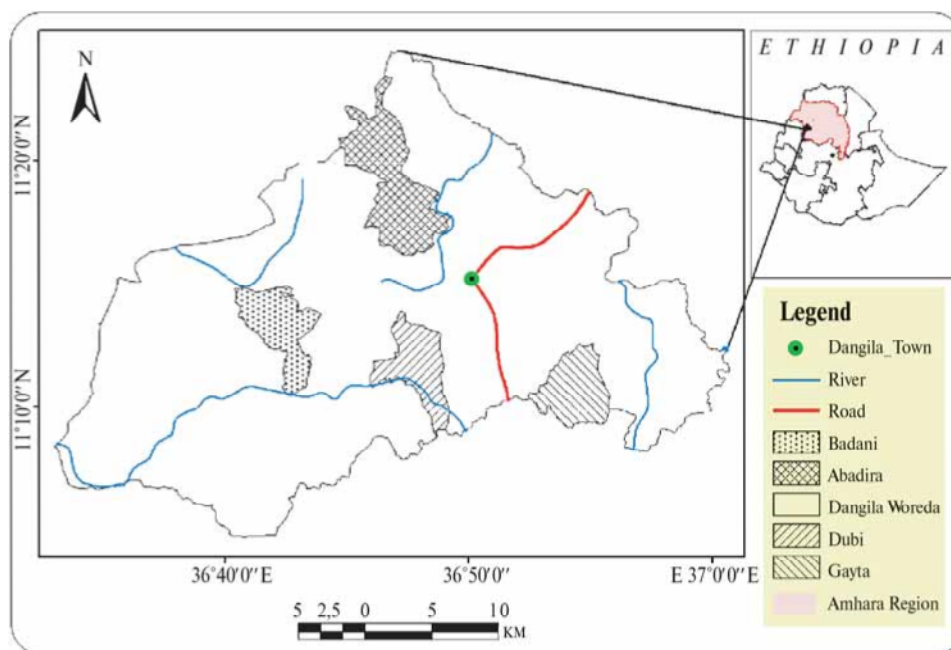 N
E T H I O P I A
11°20'0''N
11°10'0''N
36°40'0''E
36°50'0''E
E 37°0'0''E
5 2,5 0 5 10
KM
Legend
Dangila_Town
River
Road
Badani
Abadira
Dangila Woreda
Dubi
Gayta
Amhara Region